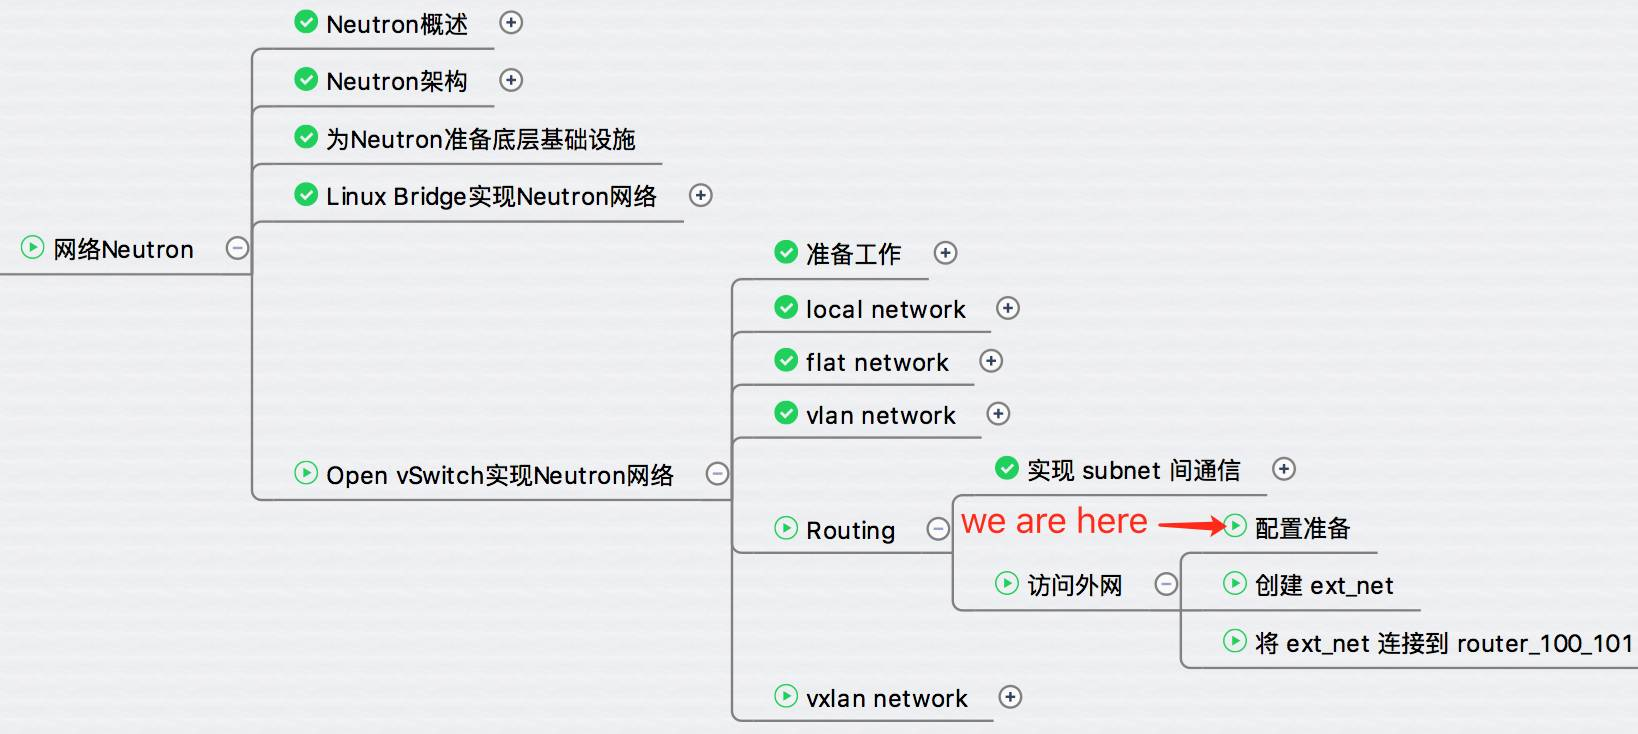 Neutron概述
Neutron架构
为Neutron准备底层基础设施
Linux Bridge实现Neutron网络
网络Neutron
准备工作
local network
flat network
vlan network
Open vSwitch实现Neutron网络
实现 subnet 间通信
we are here
配置准备
Routing
访问外网
创建 ext_net
将 ext_net 连接到 router_100_101
vxlan network